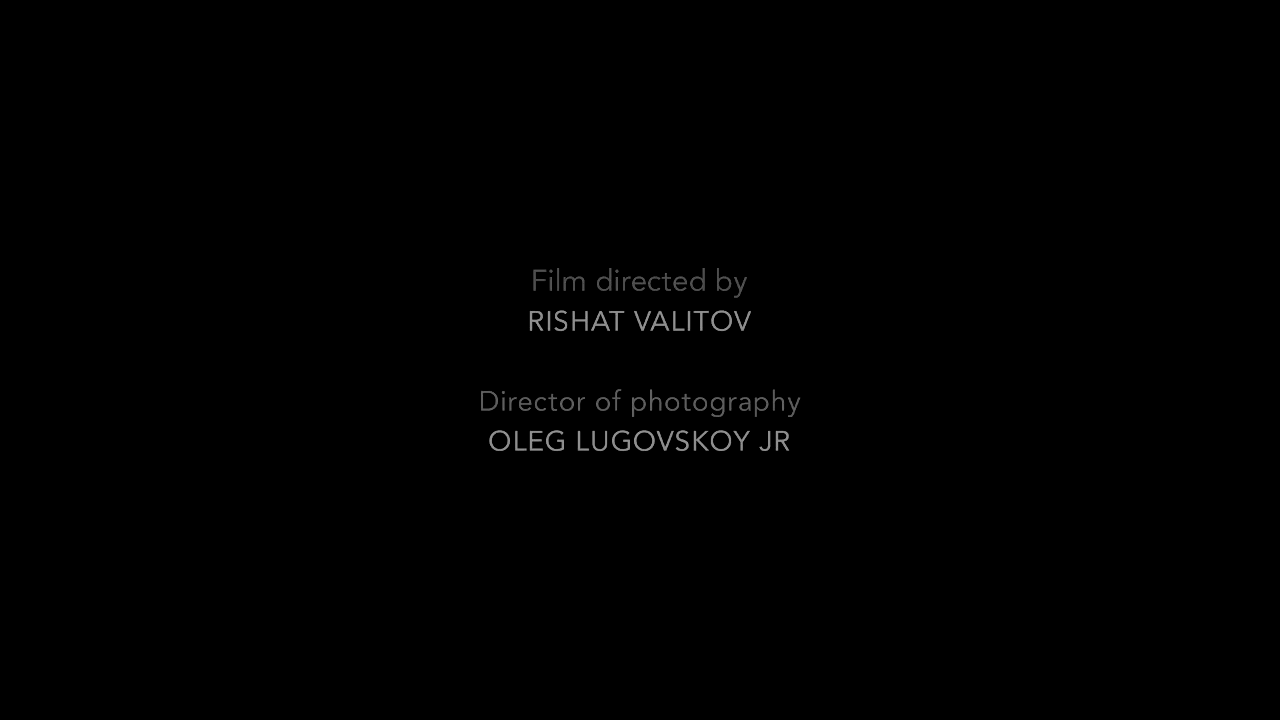 Film directed by
RISHAT VALITOV
Director of photography
OLEG LUGOVSKOY JR